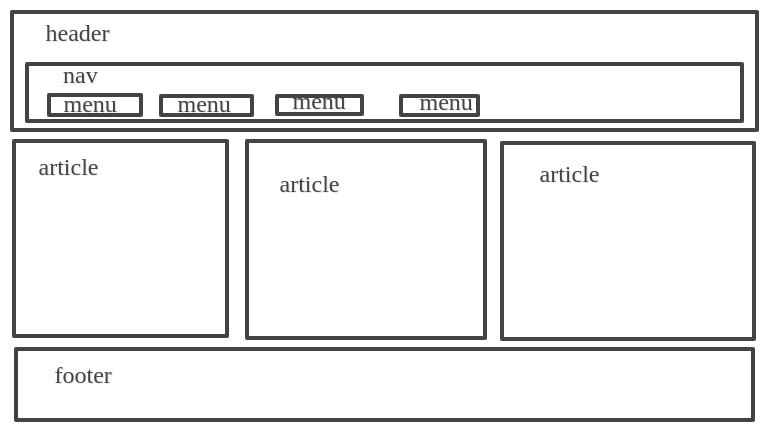 header
nav
menu menu menu menu
article article article
footer